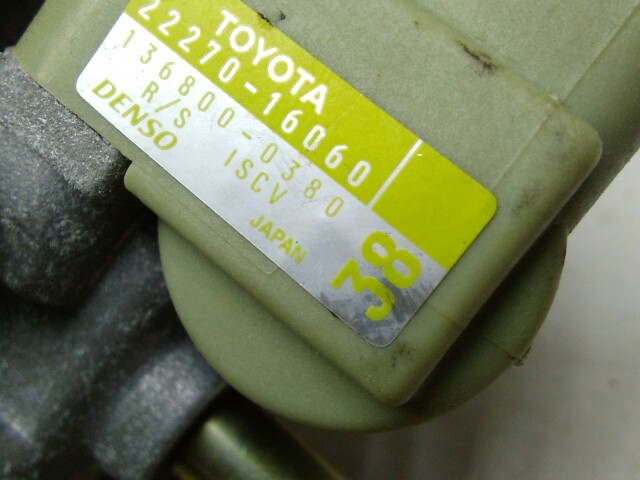 TOYOTA
22270-16060
136800-0380
R/S ISCV
DENSO
JAPAN
38